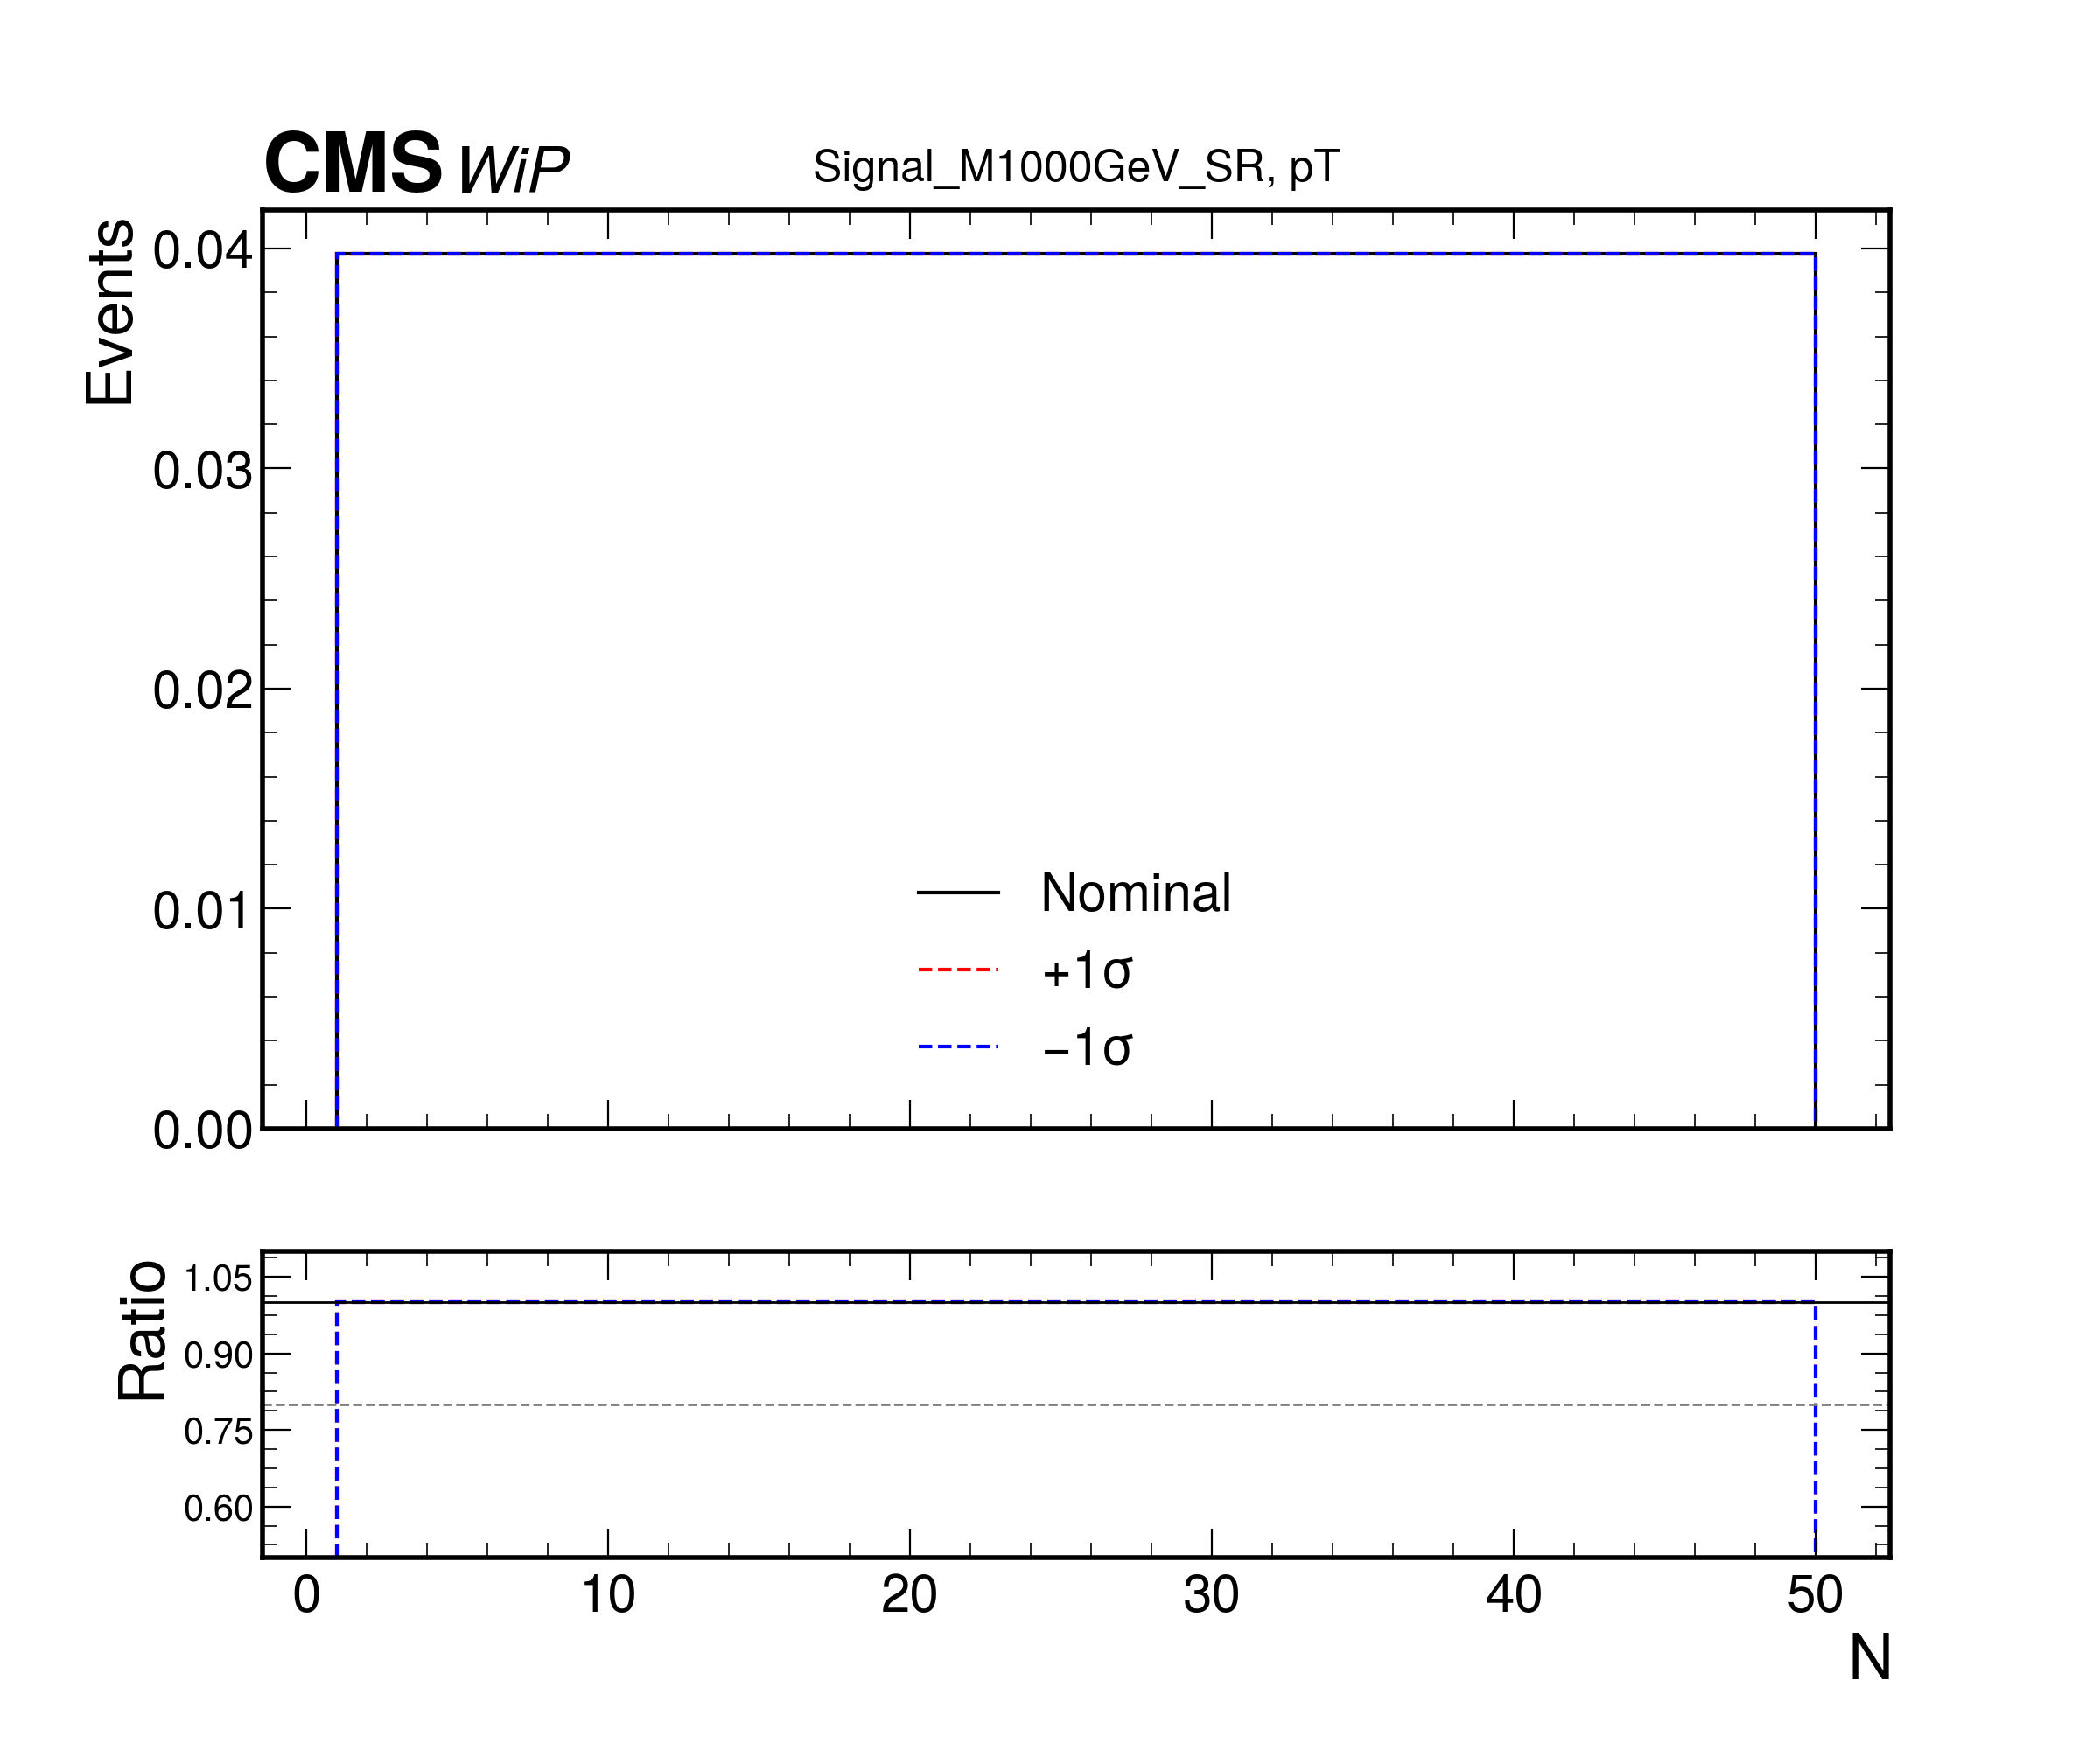 CMS WiP
Signal_M1000GeV_SR, pT
Events
0.04
0.03
0.02
0.01
0.00
Nominal
+1σ
−1σ
Ratio
1.05
0.90
0.75
0.60
0 10 20 30 40 50
N